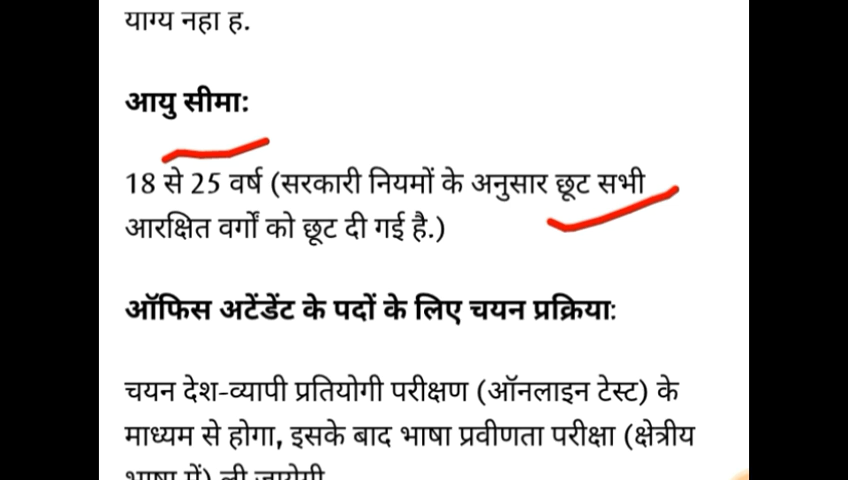 याग्य नहा ह.
आयु सीमा:
18 से 25 वर्ष (सरकारी नियमों के अनुसार छूट सभी
आरक्षित वर्गों को छूट दी गई है.)
ऑफिस अटेंडेंट के पदों के लिए चयन प्रक्रिया:
चयन देश-व्यापी प्रतियोगी परीक्षण (ऑनलाइन टेस्ट) के
माध्यम से होगा, इसके बाद भाषा प्रवीणता परीक्षा (क्षेत्रीय
भाषा में) ली जायेगी